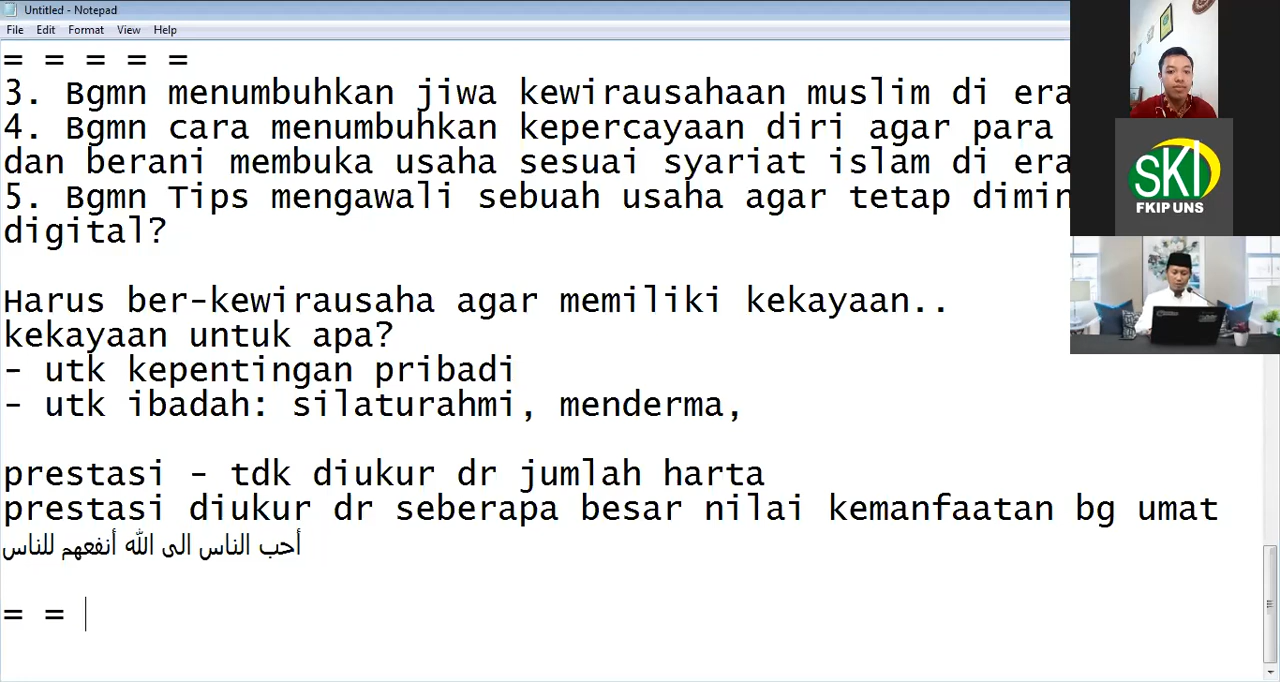 Untitled - Notepad
File Edit Format View Help
= = = = =
3. Bgmn menumbuhkan jiwa kewirausahaan muslim di era
4. Bgmn cara menumbuhkan kepercayaan diri agar para
dan berani membuka usaha sesuai syariat islam di era
5. Bgmn Tips mengawali sebuah usaha agar tetap dimin
digital?
Harus ber-kewirausaha agar memiliki kekayaan..
kekayaan untuk apa?
- utk kepentingan pribadi
- utk ibadah: silaturahmi, menderma,
prestasi - tdk diukur dr jumlah harta
prestasi diukur dr seberapa besar nilai kemanfaatan bg umat
أحب الناس الى الله أنفعهم للناس
= =
SKI
FKIP UNS